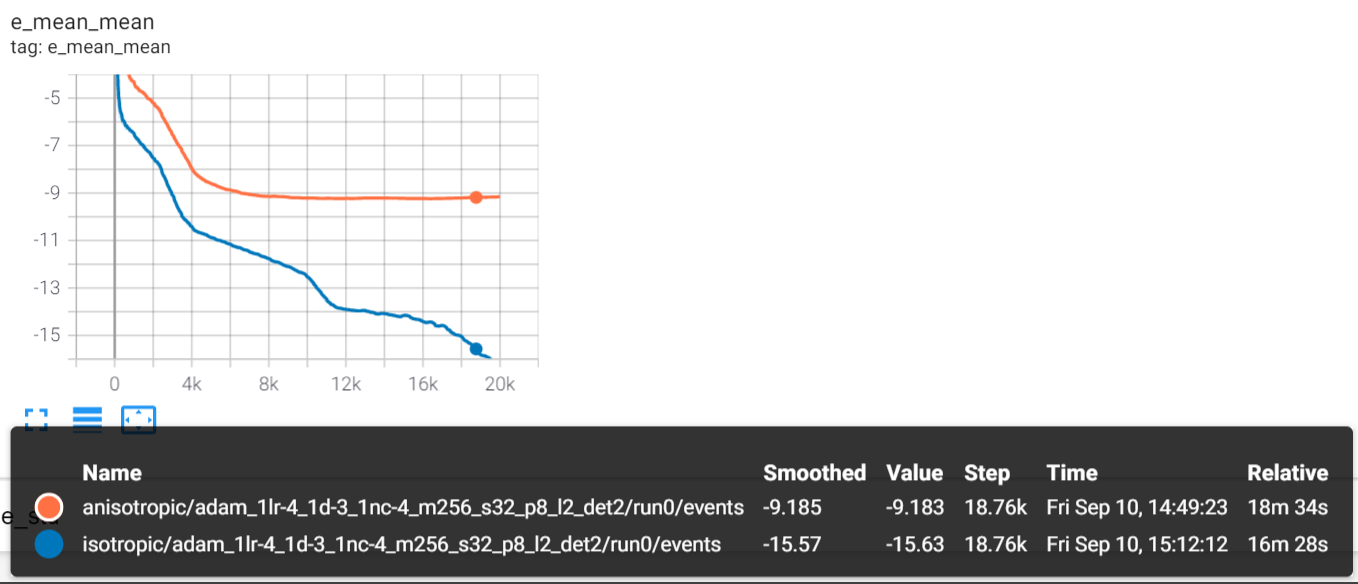 e_mean_mean
tag: e_mean_mean
-5
-7
-9
-11
-13
-15
0 4k 8k 12k 16k 20k
Name Smoothed Value Step Time Relative
anisotropic/adam_1lr-4_1d-3_1nc-4_m256_s32_p8_l2_det2/run0/events -9.185 -9.183 18.76k Fri Sep 10, 14:49:23 18m 34s
isotropic/adam_1lr-4_1d-3_1nc-4_m256_s32_p8_l2_det2/run0/events -15.57 -15.63 18.76k Fri Sep 10, 15:12:12 16m 28s